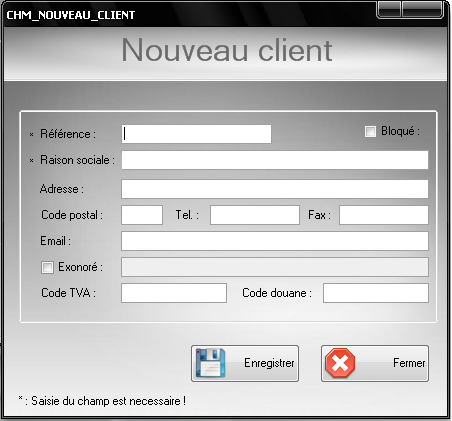 CHM_NOUVEAU_CLIENT
Nouveau client
* Référence : Bloqué :
* Raison sociale :
Adresse :
Code postal : Tel. : Fax :
Email :
Exonoré :
Code TVA : Code douane :
Enregistrer Fermer
* : Saisie du champ est necessaire !